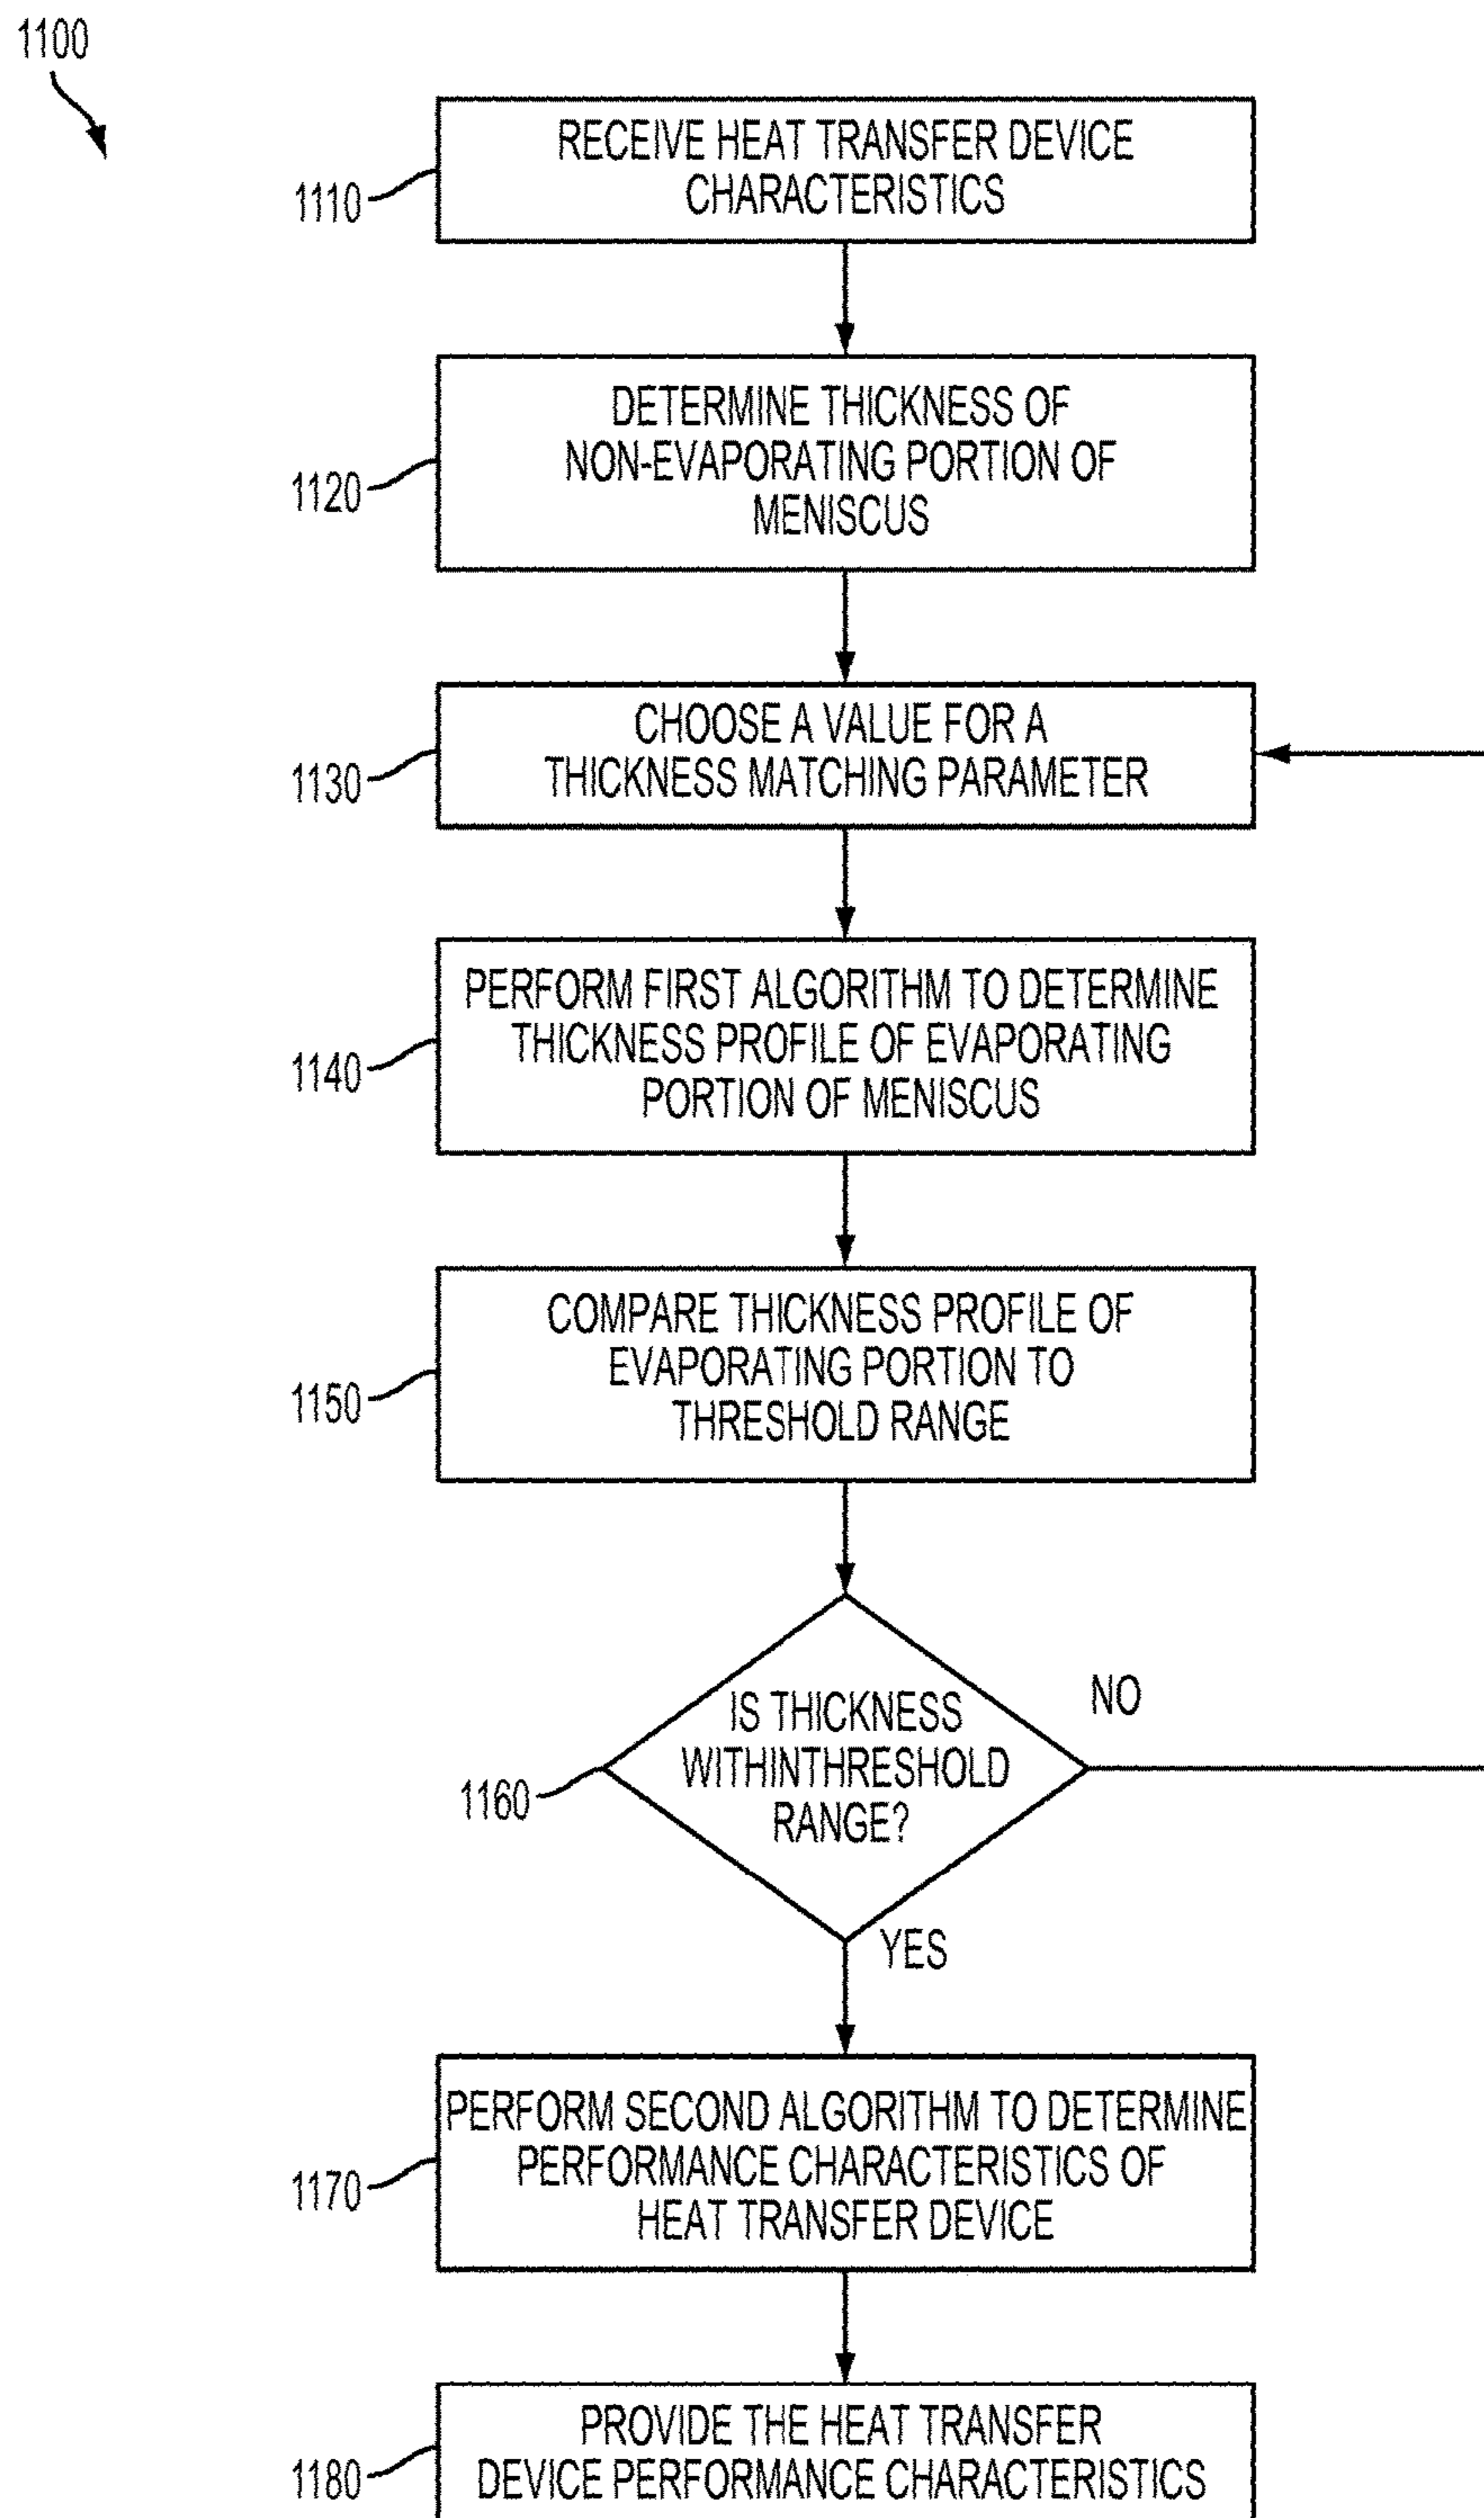 1100
RECEIVE HEAT TRANSFER DEVICE
CHARACTERISTICS
1110
DETERMINE THICKNESS OF
NON-EVAPORATING PORTION OF
MENISCUS
1120
CHOOSE A VALUE FOR A
THICKNESS MATCHING PARAMETER
1130
PERFORM FIRST ALGORITHM TO DETERMINE
THICKNESS PROFILE OF EVAPORATING
PORTION OF MENISCUS
1140
COMPARE THICKNESS PROFILE OF
EVAPORATING PORTION TO
THRESHOLD RANGE
1150
IS THICKNESS
WITHINTHRESHOLD
RANGE?
1160
NO
YES
PERFORM SECOND ALGORITHM TO DETERMINE
PERFORMANCE CHARACTERISTICS OF
HEAT TRANSFER DEVICE
1170
PROVIDE THE HEAT TRANSFER
DEVICE PERFORMANCE CHARACTERISTICS
1180